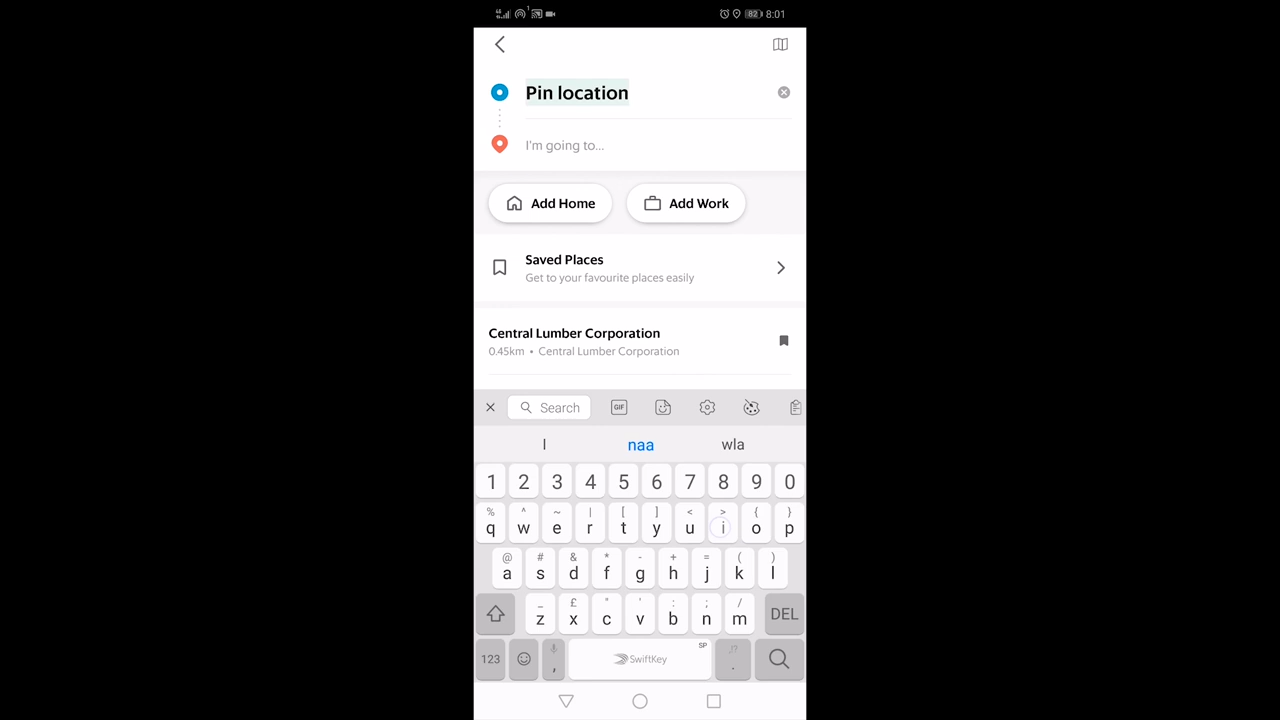 82 8:01
Pin location
I'm going to...
Add Home Add Work
Saved Places
Get to your favourite places easily
Central Lumber Corporation
0.45km • Central Lumber Corporation
Search GIF
I naa wla
1 2 3 4 5 6 7 8 9 0
% ^ ~ | [ ] < > { }
q w e r t y u i o p
@ # & * - + = ( )
a s d f g h j k l
_ £ " ' : ; /
z x c v b n m DEL
123 , SwiftKey SP .